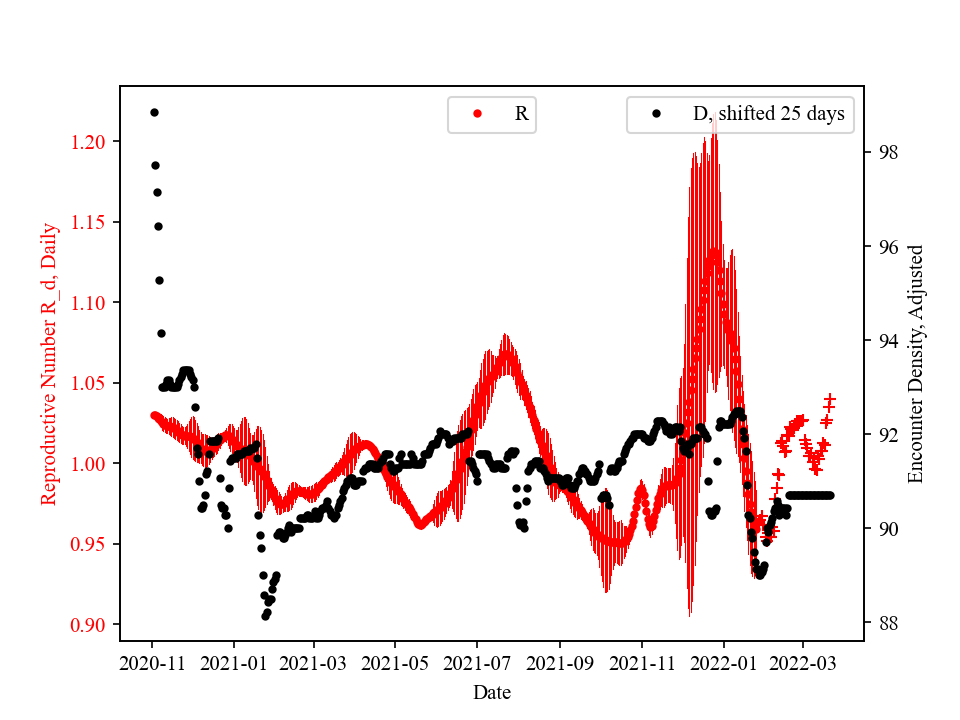 R
D, shifted 25 days
Reproductive Number R_d, Daily
1.20
1.15
1.10
1.05
1.00
0.95
0.90
98
96
94
92
90
88
Encounter Density, Adjusted
2020-11 2021-01 2021-03 2021-05 2021-07 2021-09 2021-11 2022-01 2022-03
Date